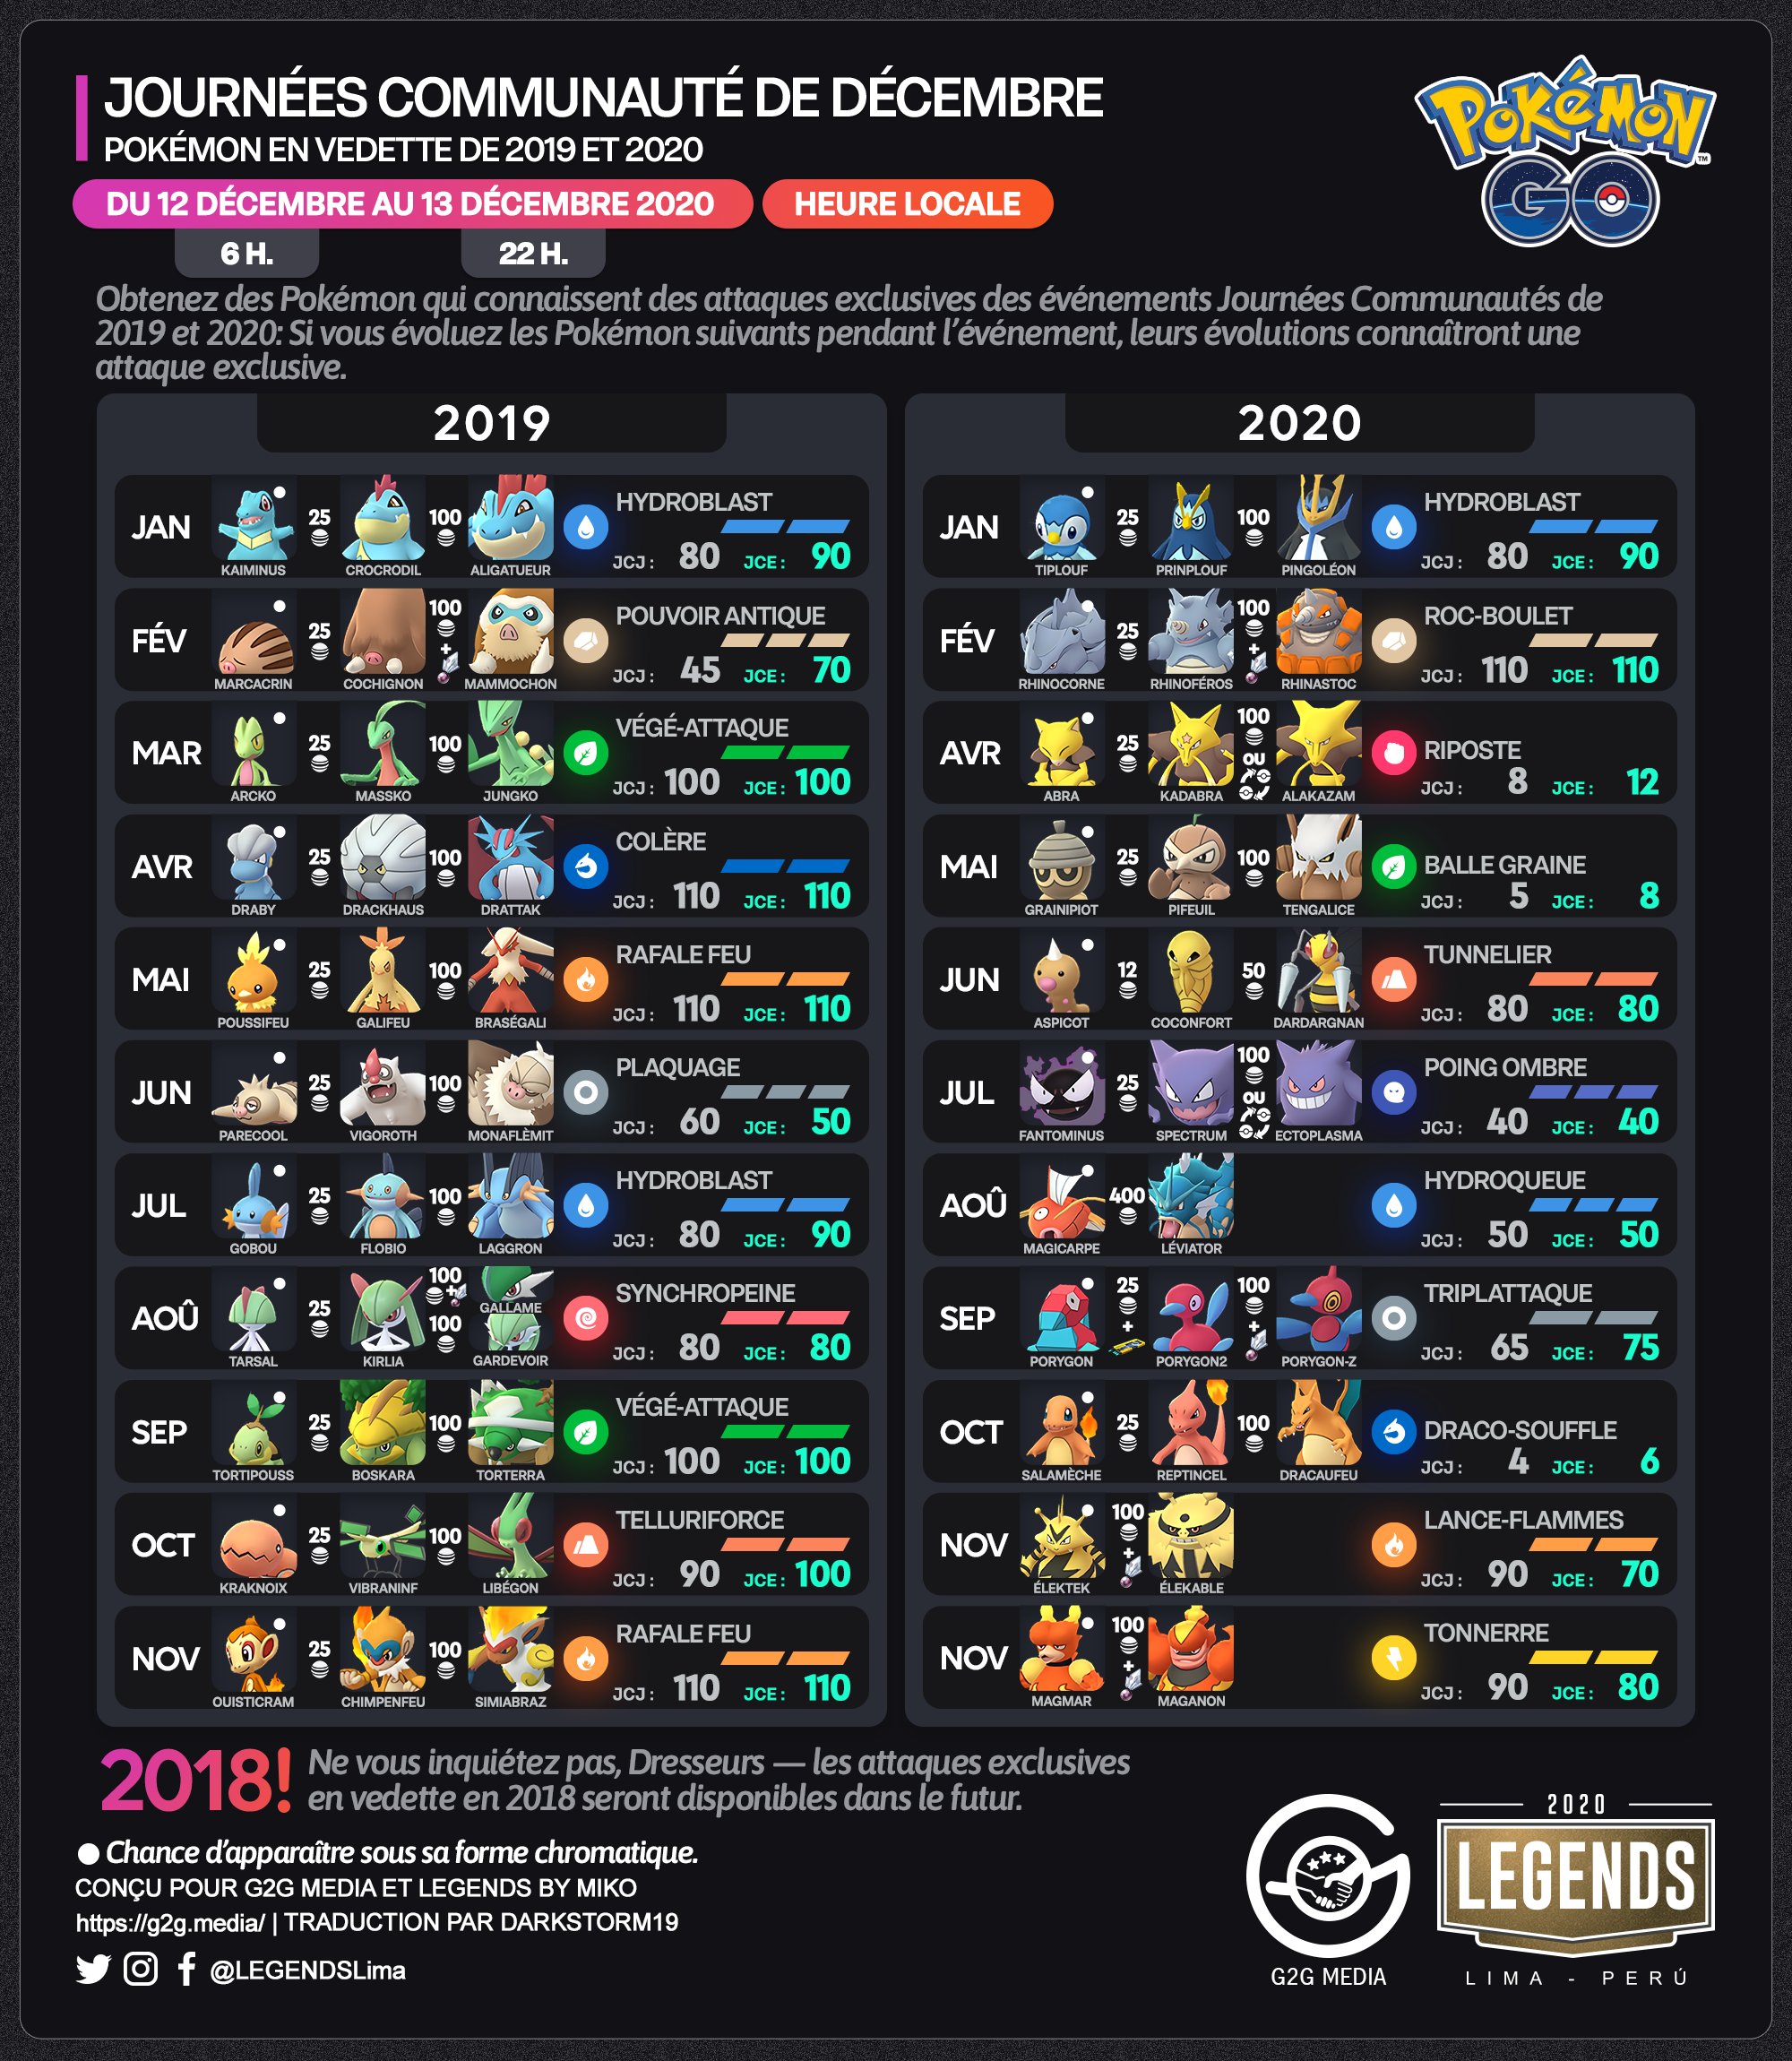 JOURNÉES COMMUNAUTÉ DE DÉCEMBRE
POKÉMON EN VEDETTE DE 2019 ET 2020
DU 12 DÉCEMBRE AU 13 DÉCEMBRE 2020 HEURE LOCALE
6 H. 22 H.
POKÉMON GO TM
Obtenez des Pokémon qui connaissent des attaques exclusives des événements Journées Communautés de
2019 et 2020: Si vous évoluez les Pokémon suivants pendant l'événement, leurs évolutions connaîtront une
attaque exclusive.
2019
JAN 25 100 HYDROBLAST
KAIMINUS CROCRODIL ALIGATUEUR JCJ : 80 JCE : 90
FÉV 25 100 + POUVOIR ANTIQUE
MARCACRIN COCHIGNON MAMMOCHON JCJ : 45 JCE : 70
MAR 25 100 VÉGÉ-ATTAQUE
ARCKO MASSKO JUNGKO JCJ : 100 JCE : 100
AVR 25 100 COLÈRE
DRABY DRACKHAUS DRATTAK JCJ : 110 JCE : 110
MAI 25 100 RAFALE FEU
POUSSIFEU GALIFEU BRASÉGALI JCJ : 110 JCE : 110
JUN 25 100 PLAQUAGE
PARECOOL VIGOROTH MONAFLÈMIT JCJ : 60 JCE : 50
JUL 25 100 HYDROBLAST
GOBOU FLOBIO LAGGRON JCJ : 80 JCE : 90
AOÛ 25 100 + GALLAME 100 SYNCHROPEINE
TARSAL KIRLIA GARDEVOIR JCJ : 80 JCE : 80
SEP 25 100 VÉGÉ-ATTAQUE
TORTIPOUSS BOSKARA TORTERRA JCJ : 100 JCE : 100
OCT 25 100 TELLURIFORCE
KRAKNOIX VIBRANINF LIBÉGON JCJ : 90 JCE : 100
NOV 25 100 RAFALE FEU
OUISTICRAM CHIMPENFEU SIMIABRAZ JCJ : 110 JCE : 110
2020
JAN 25 100 HYDROBLAST
TIPLOUF PRINPLOUF PINGOLÉON JCJ : 80 JCE : 90
FÉV 25 100 + ROC-BOULET
RHINOCORNE RHINOFÉROS RHINASTOC JCJ : 110 JCE : 110
AVR 25 100 OU RIPOSTE
ABRA KADABRA ALAKAZAM JCJ : 8 JCE : 12
MAI 25 100 BALLE GRAINE
GRAINIPIOT PIFEUIL TENGALICE JCJ : 5 JCE : 8
JUN 12 50 TUNNELIER
ASPICOT COCONFORT DARDARGNAN JCJ : 80 JCE : 80
JUL 25 100 OU POING OMBRE
FANTOMINUS SPECTRUM ECTOPLASMA JCJ : 40 JCE : 40
AOÛ 400 HYDROQUEUE
MAGICARPE LÉVIATOR JCJ : 50 JCE : 50
SEP 25 + 100 + TRIPLATTAQUE
PORYGON PORYGON2 PORYGON-Z JCJ : 65 JCE : 75
OCT 25 100 DRACO-SOUFFLE
SALAMÈCHE REPTINCEL DRACAUFEU JCJ : 4 JCE : 6
NOV 100 + LANCE-FLAMMES
ÉLEKTEK ÉLEKABLE JCJ : 90 JCE : 70
NOV 100 + TONNERRE
MAGMAR MAGANON JCJ : 90 JCE : 80
2018! Ne vous inquiétez pas, Dresseurs — les attaques exclusives
en vedette en 2018 seront disponibles dans le futur.
Chance d'apparaître sous sa forme chromatique.
CONÇU POUR G2G MEDIA ET LEGENDS BY MIKO
https://g2g.media/ | TRADUCTION PAR DARKSTORM19
@LEGENDSLima
G2G MEDIA
2020
LEGENDS
LIMA - PERÚ